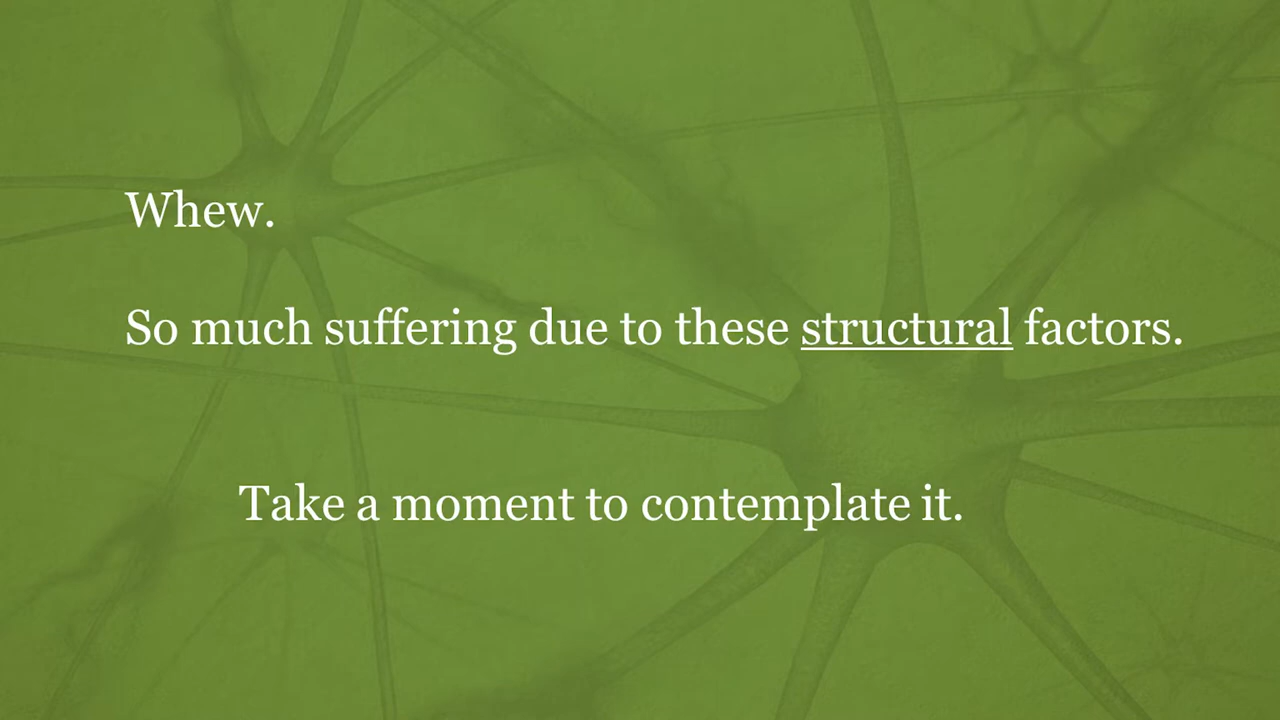 Whew.
So much suffering due to these structural factors.
Take a moment to contemplate it.